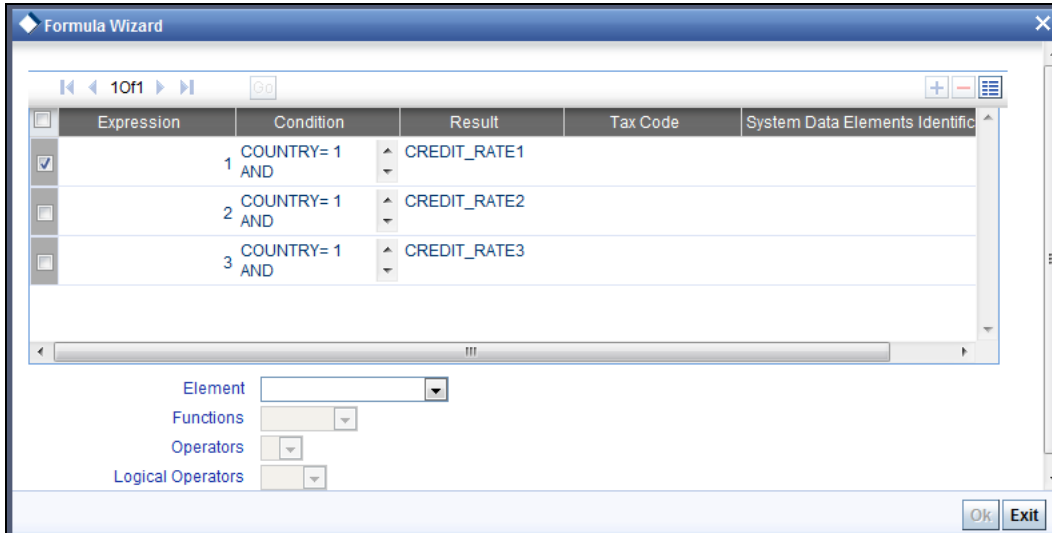 Formula Wizard
1Of1 Go
Expression Condition Result Tax Code System Data Elements Identific
1 COUNTRY= 1 AND CREDIT_RATE1
2 COUNTRY= 1 AND CREDIT_RATE2
3 COUNTRY= 1 AND CREDIT_RATE3
Element
Functions
Operators
Logical Operators
Ok Exit